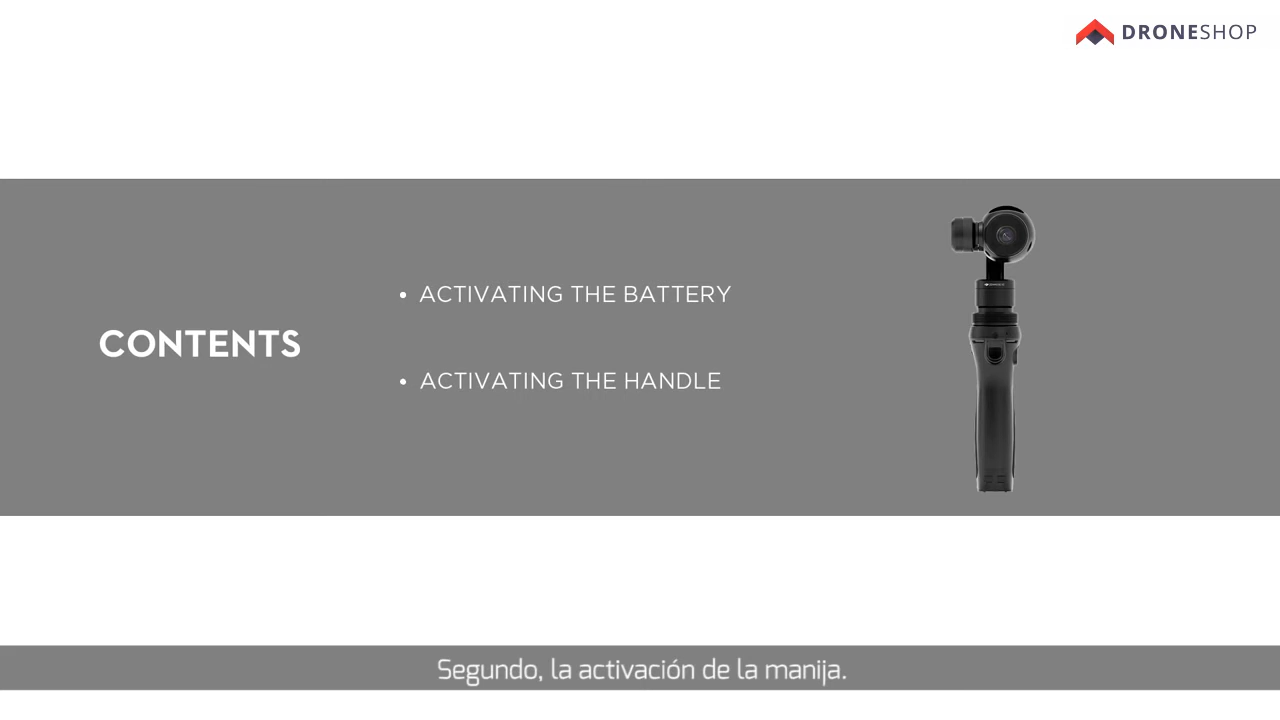 DRONESHOP
• ACTIVATING THE BATTERY
CONTENTS
• ACTIVATING THE HANDLE
Segundo, la activación de la manija.